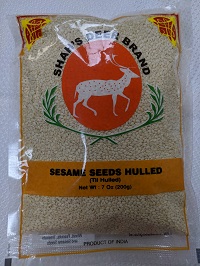 SHAH'S DEER BRAND
SESAME SEEDS HULLED
(Til Hulled)
Net Wt : 7 Oz (200g)
PRODUCT OF INDIA